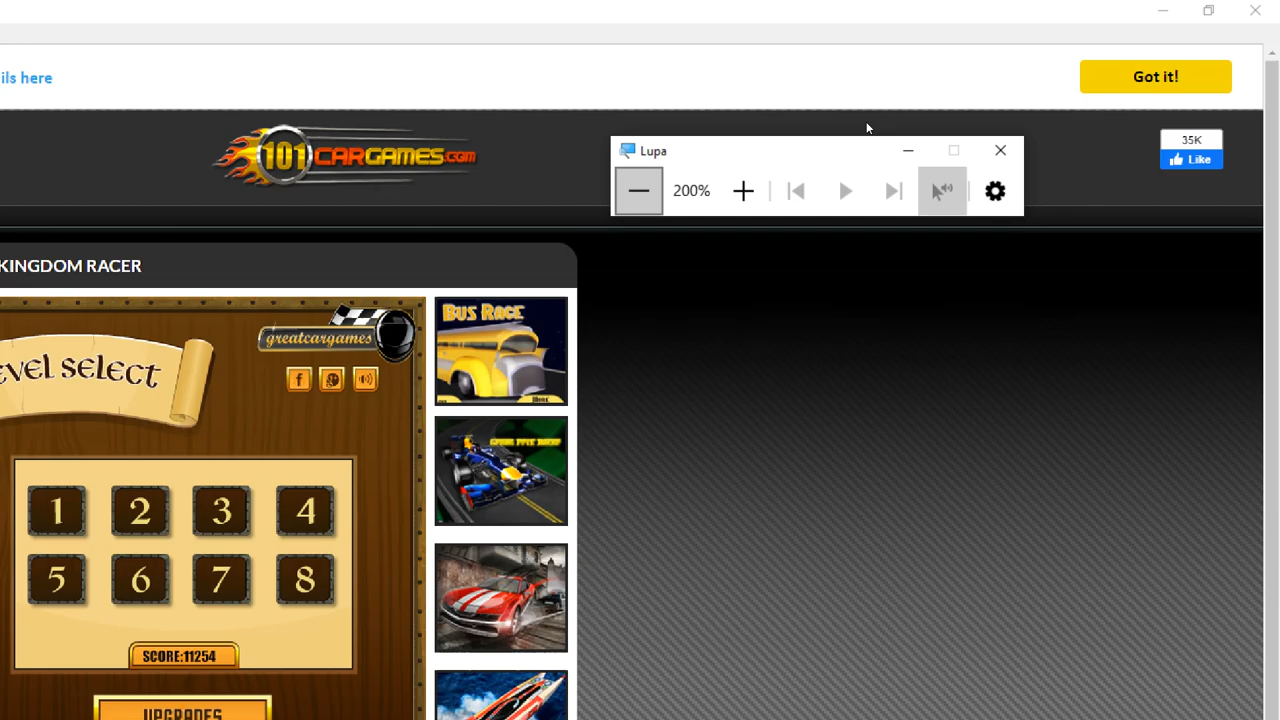 ils here
Got it!
101CARGAMES.COM
35K
Like
Lupa
200%
KINGDOM RACER
BUS RACE
greatcargames
evel select
f
1 2 3 4
5 6 7 8
SCORE:11254
UPGRADES